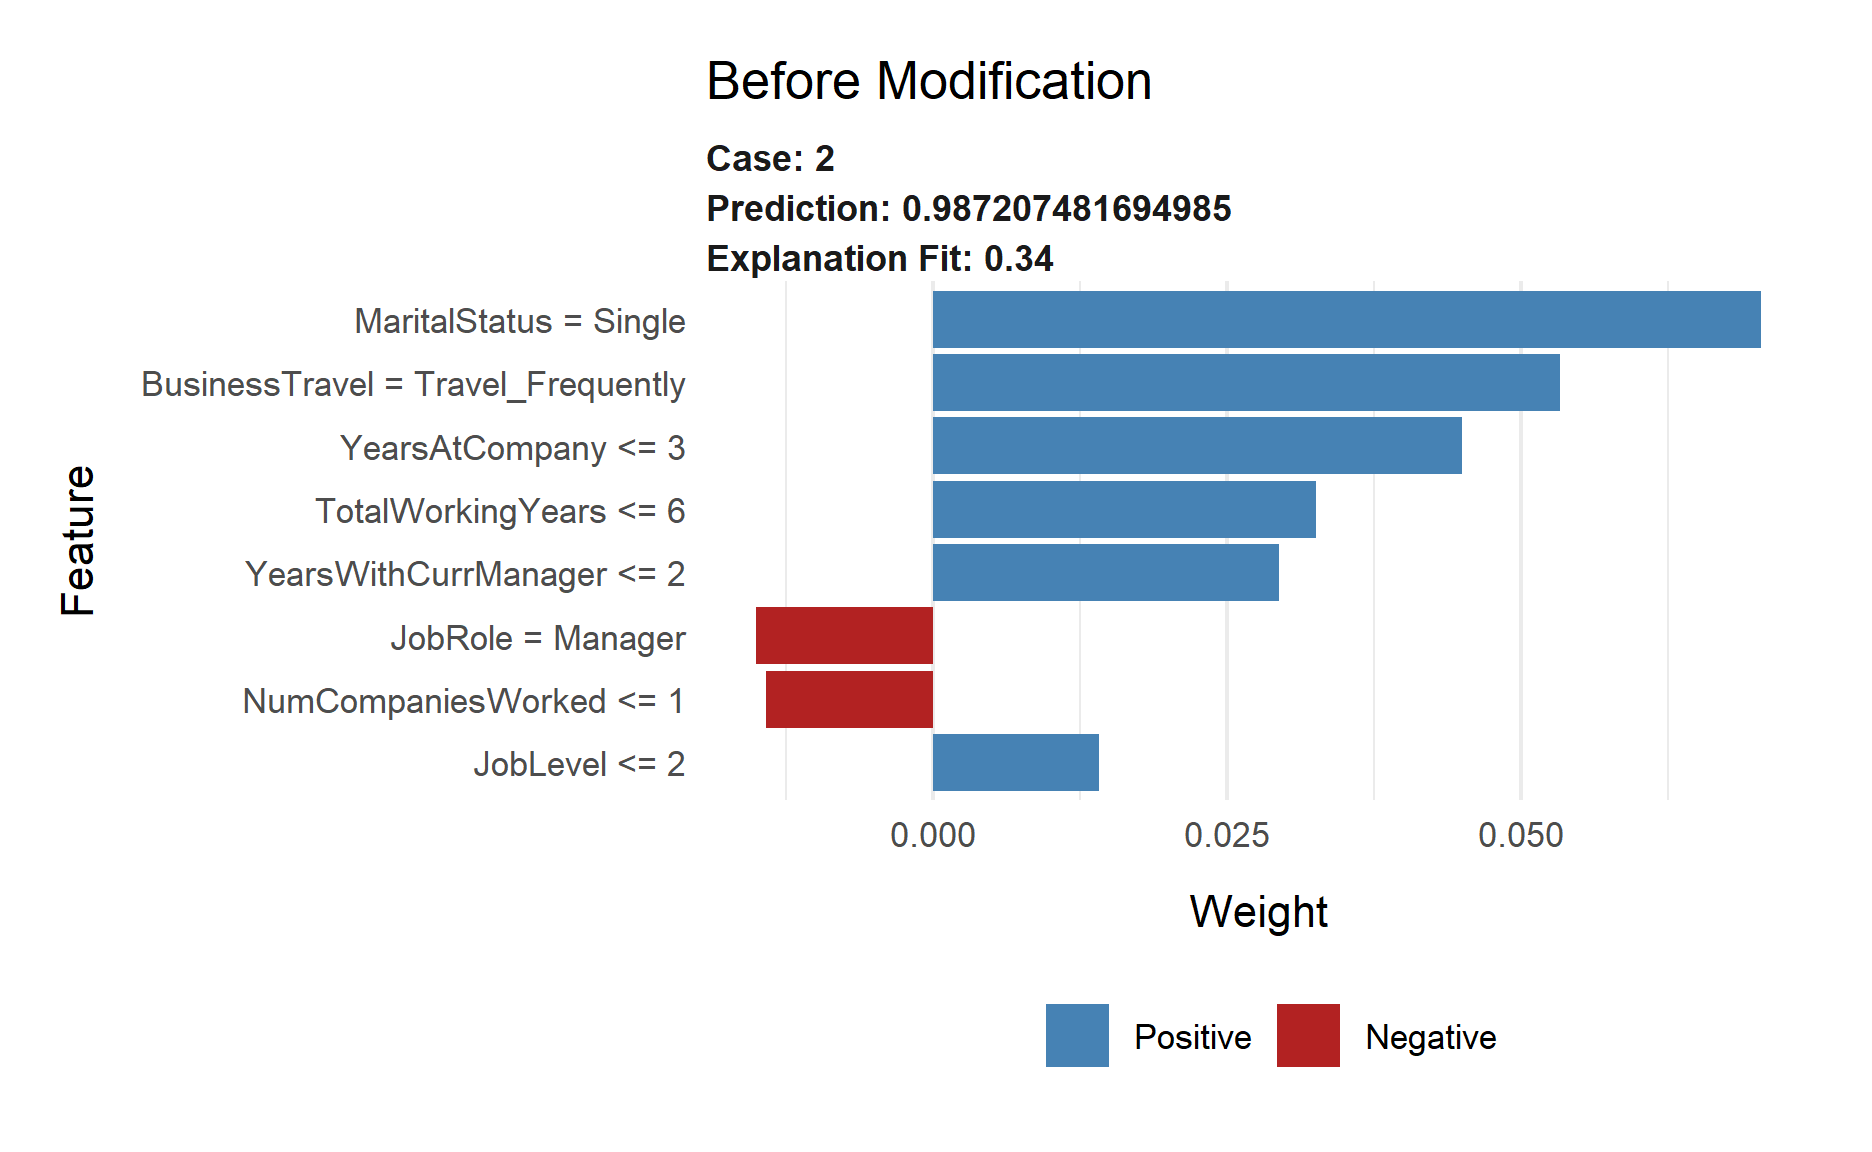 Before Modification
Case: 2
Prediction: 0.987207481694985
Explanation Fit: 0.34
Feature
MaritalStatus = Single
BusinessTravel = Travel_Frequently
YearsAtCompany <= 3
TotalWorkingYears <= 6
YearsWithCurrManager <= 2
JobRole = Manager
NumCompaniesWorked <= 1
JobLevel <= 2
0.000 0.025 0.050
Weight
Positive Negative